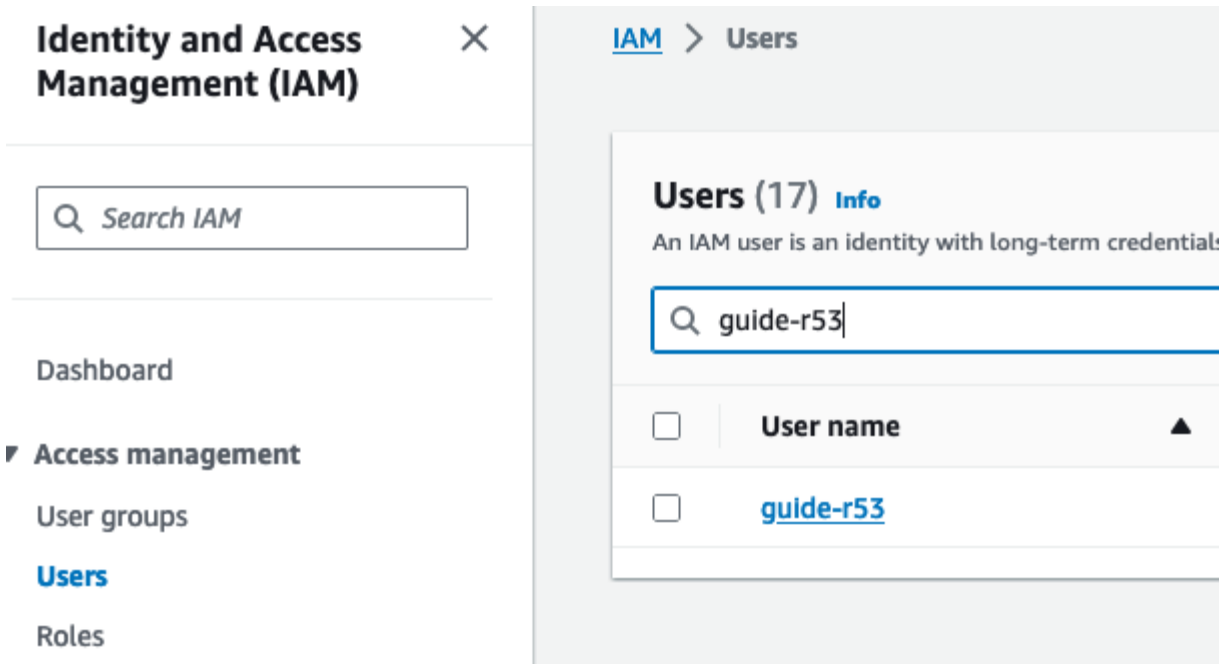 Identity and Access
Management (IAM)
Search IAM
Dashboard
Access management
User groups
Users
Roles
IAM > Users
Users (17) Info
An IAM user is an identity with long-term credentials
guide-r53
User name
guide-r53